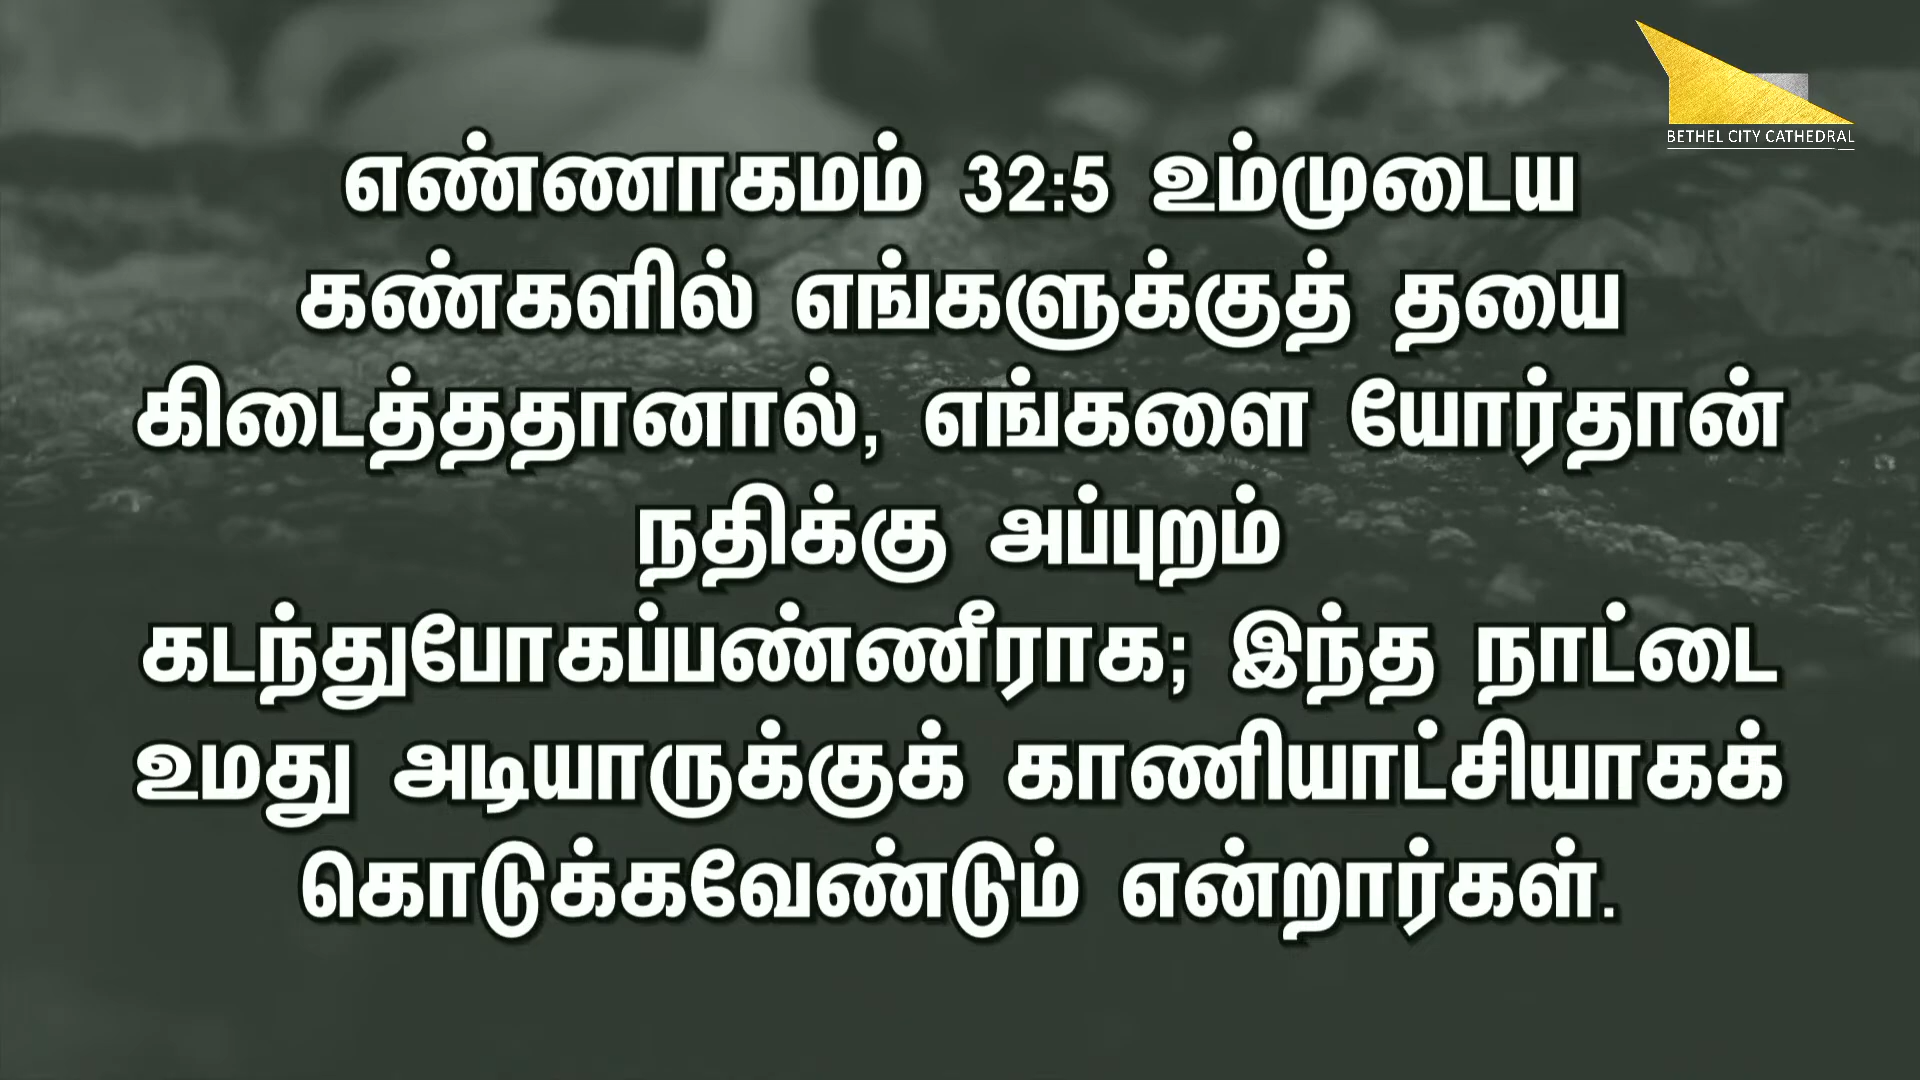 BETHEL CITY CATHEDRAL
எண்ணாகமம் 32:5 உம்முடைய
கண்களில் எங்களுக்குத் தயை
கிடைத்ததானால், எங்களை யோர்தான்
நதிக்கு அப்புறம்
கடந்துபோகப்பண்ணீராக; இந்த நாட்டை
உமது அடியாருக்குக் காணியாட்சியாகக்
கொடுக்கவேண்டும் என்றார்கள்.